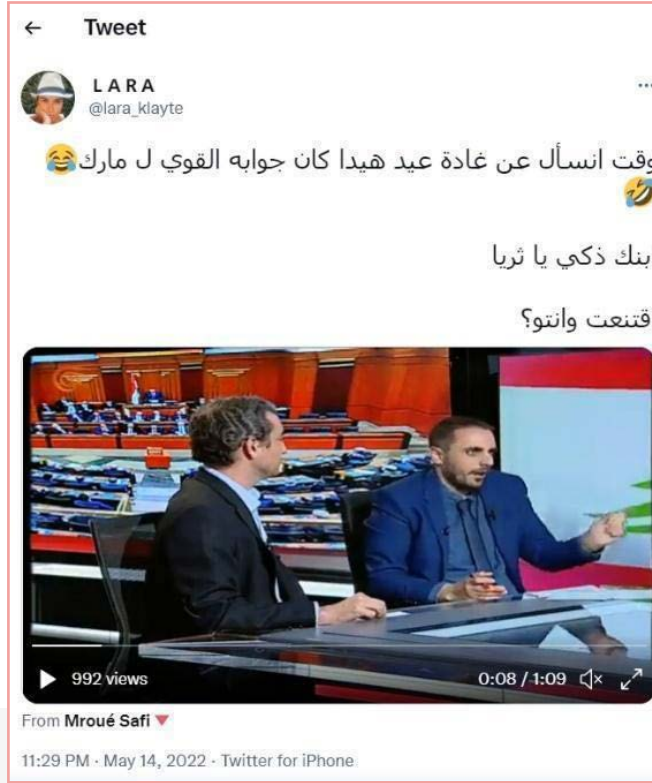 ← Tweet
LARA
@lara_klayte
وقت انسأل عن غادة عيد هيدا كان جوابه القوي ل مارك😂
🤣
ابنك ذكي يا ثريا
قتنعت وانتو؟
992 views
0:08 / 1:09
From Mroué Safi 🔻
11:29 PM · May 14, 2022 · Twitter for iPhone